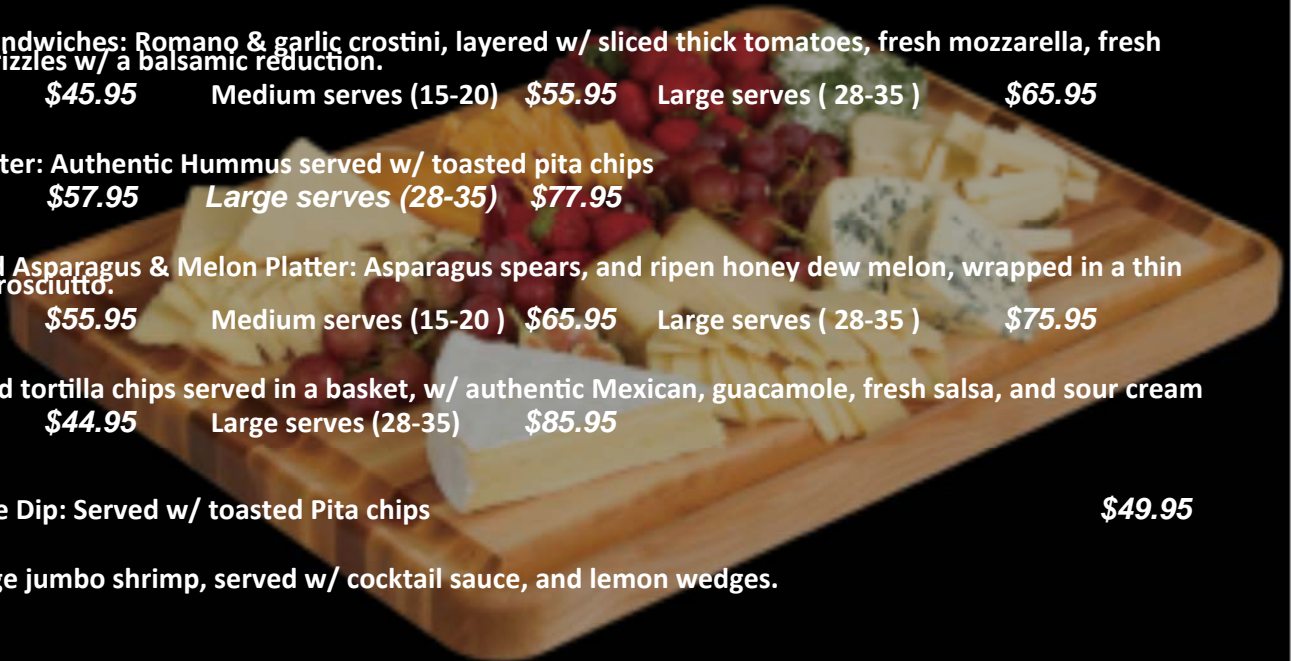 ndwiches: Romano & garlic crostini, layered w/ sliced thick tomatoes, fresh mozzarella, fresh
rizzles w/ a balsamic reduction.
$45.95 Medium serves (15-20) $55.95 Large serves ( 28-35 ) $65.95
ter: Authentic Hummus served w/ toasted pita chips
$57.95 Large serves (28-35) $77.95
d Asparagus & Melon Platter: Asparagus spears, and ripen honey dew melon, wrapped in a thin
rosciutto.
$55.95 Medium serves (15-20 ) $65.95 Large serves ( 28-35 ) $75.95
d tortilla chips served in a basket, w/ authentic Mexican, guacamole, fresh salsa, and sour cream
$44.95 Large serves (28-35) $85.95
e Dip: Served w/ toasted Pita chips $49.95
ge jumbo shrimp, served w/ cocktail sauce, and lemon wedges.